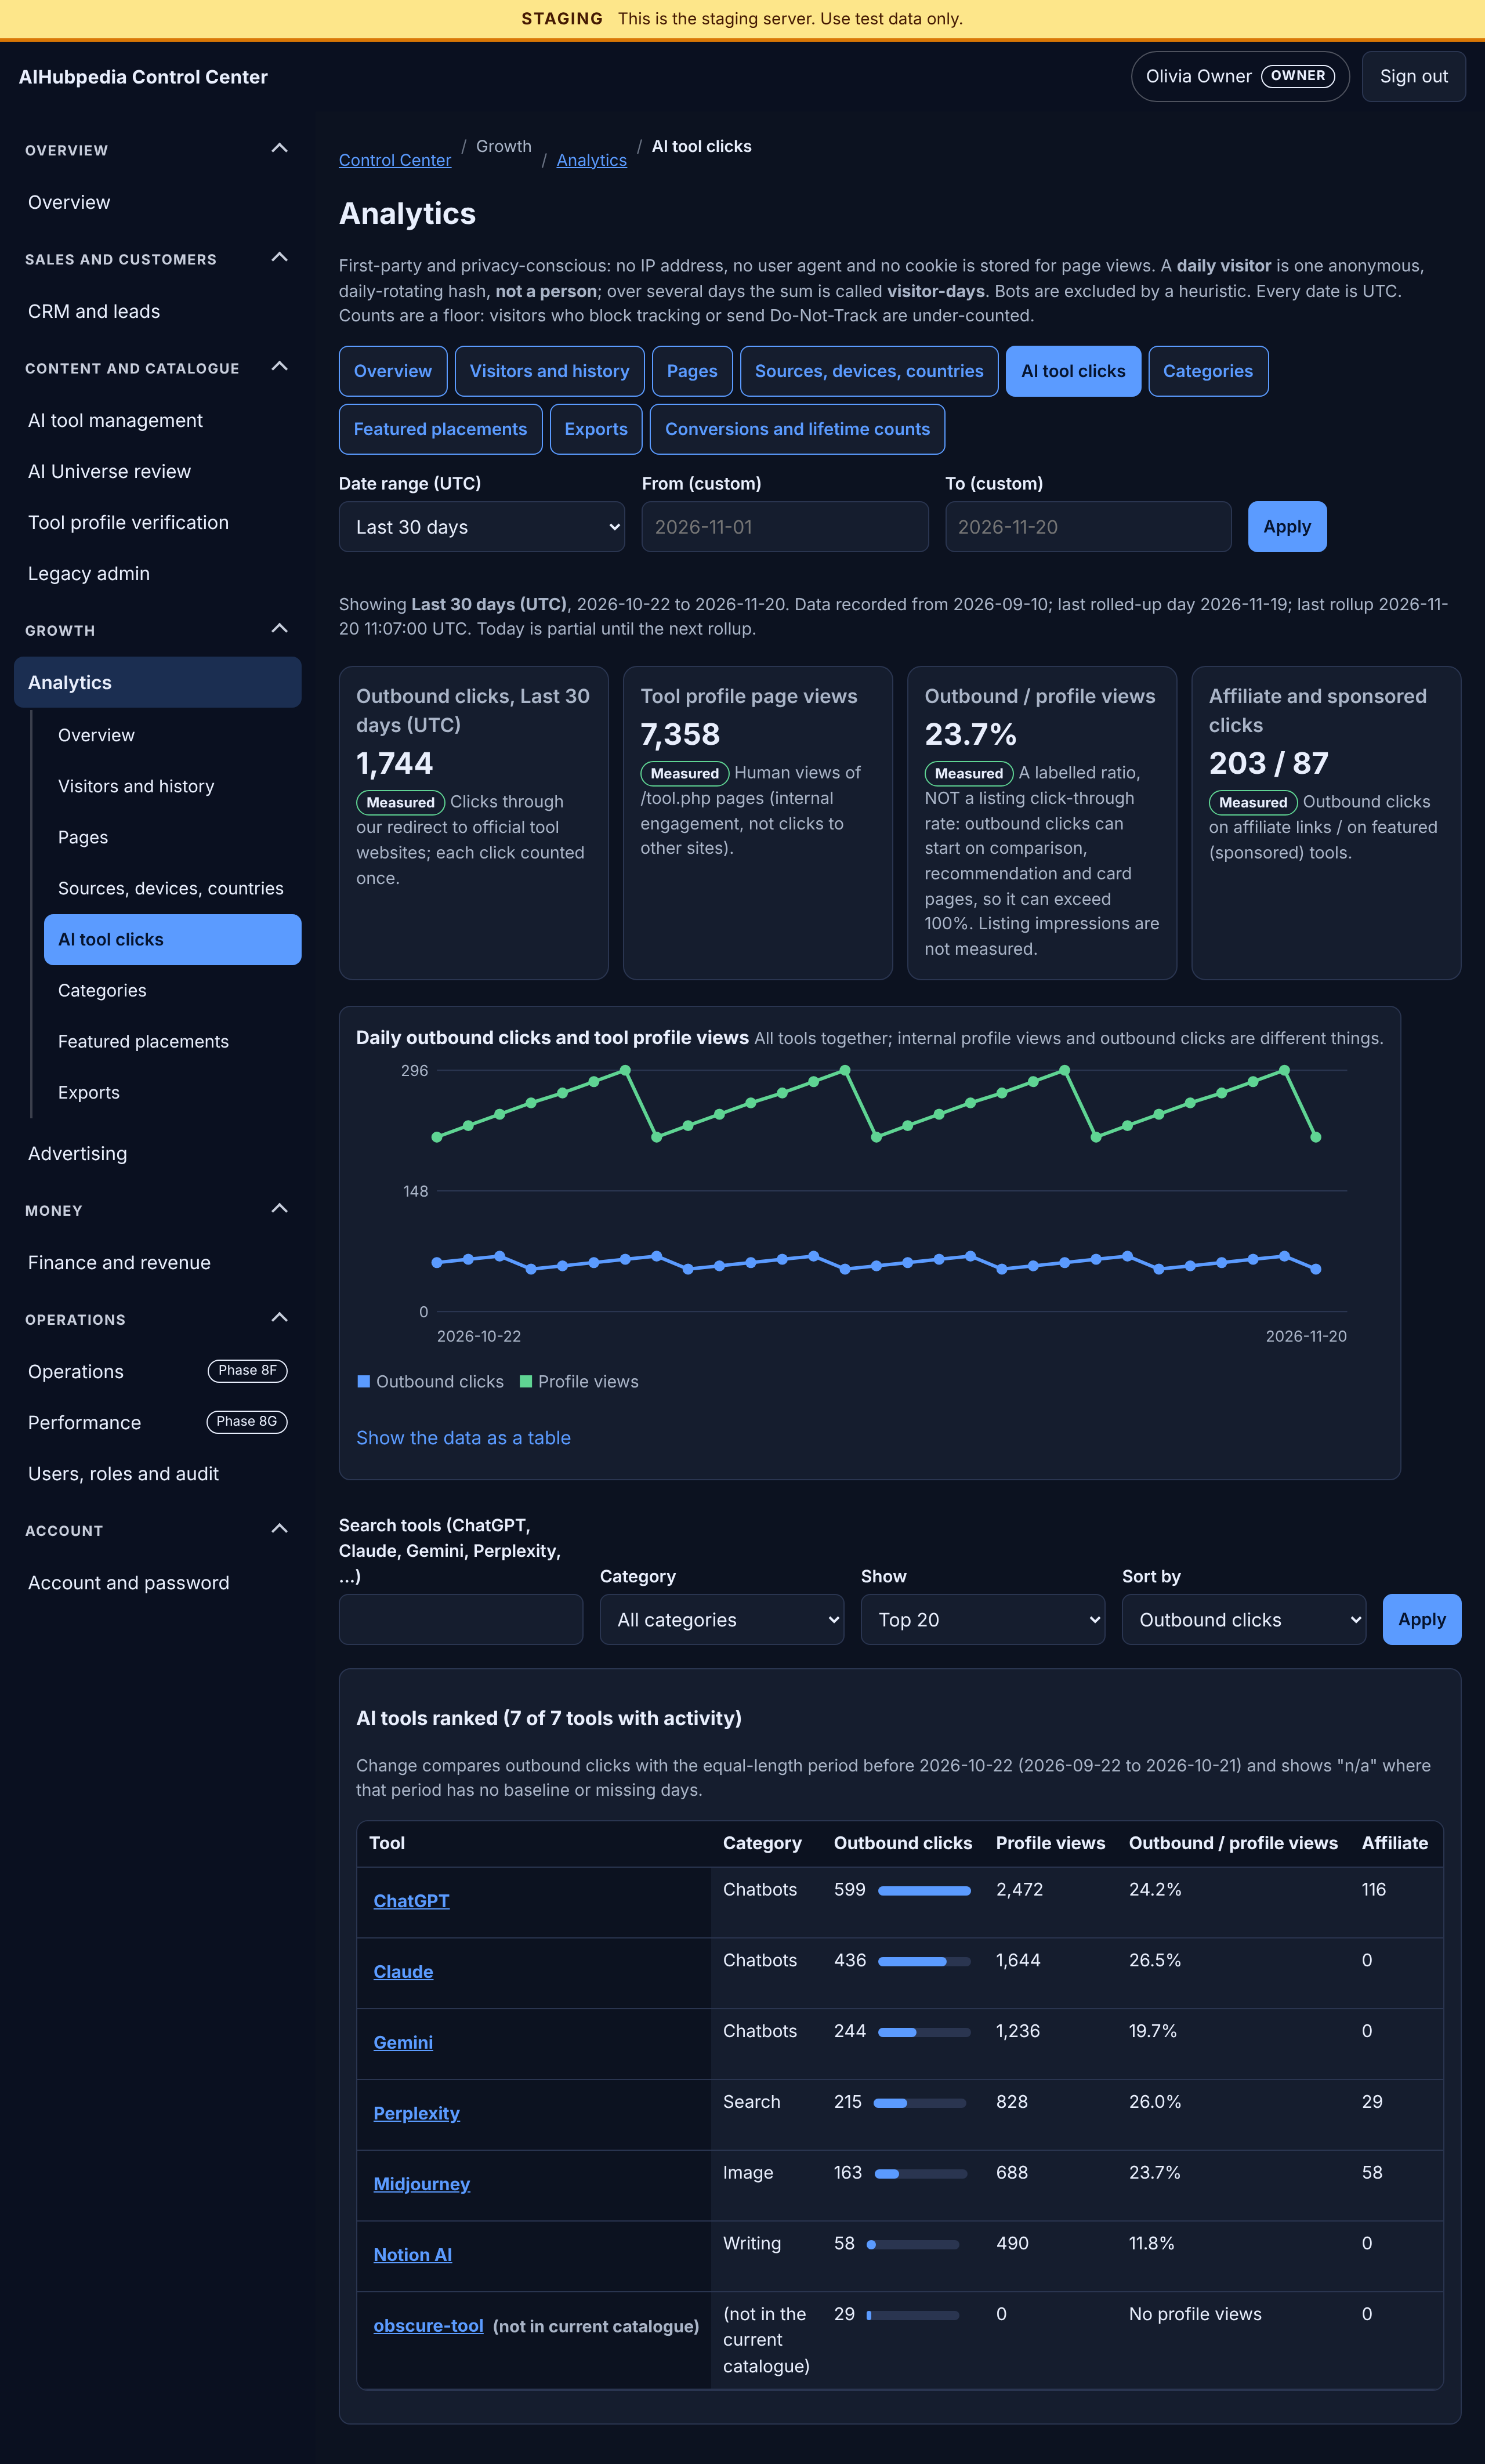 STAGING This is the staging server. Use test data only.
AIHubpedia Control Center
Olivia Owner OWNER
Sign out
OVERVIEW
Overview
SALES AND CUSTOMERS
CRM and leads
CONTENT AND CATALOGUE
AI tool management
AI Universe review
Tool profile verification
Legacy admin
GROWTH
Analytics
Overview
Visitors and history
Pages
Sources, devices, countries
AI tool clicks
Categories
Featured placements
Exports
Advertising
MONEY
Finance and revenue
OPERATIONS
Operations Phase 8F
Performance Phase 8G
Users, roles and audit
ACCOUNT
Account and password
Control Center / Growth / Analytics / AI tool clicks
Analytics
First-party and privacy-conscious: no IP address, no user agent and no cookie is stored for page views. A daily visitor is one anonymous,
daily-rotating hash, not a person; over several days the sum is called visitor-days. Bots are excluded by a heuristic. Every date is UTC.
Counts are a floor: visitors who block tracking or send Do-Not-Track are under-counted.
Overview Visitors and history Pages Sources, devices, countries AI tool clicks Categories
Featured placements Exports Conversions and lifetime counts
Date range (UTC) From (custom) To (custom)
Last 30 days 2026-11-01 2026-11-20 Apply
Showing Last 30 days (UTC), 2026-10-22 to 2026-11-20. Data recorded from 2026-09-10; last rolled-up day 2026-11-19; last rollup 2026-11-
20 11:07:00 UTC. Today is partial until the next rollup.
Outbound clicks, Last 30
days (UTC)
1,744
Measured Clicks through
our redirect to official tool
websites; each click counted
once.
Tool profile page views
7,358
Measured Human views of
/tool.php pages (internal
engagement, not clicks to
other sites).
Outbound / profile views
23.7%
Measured A labelled ratio,
NOT a listing click-through
rate: outbound clicks can
start on comparison,
recommendation and card
pages, so it can exceed
100%. Listing impressions are
not measured.
Affiliate and sponsored
clicks
203 / 87
Measured Outbound clicks
on affiliate links / on featured
(sponsored) tools.
Daily outbound clicks and tool profile views All tools together; internal profile views and outbound clicks are different things.
296
148
0
2026-10-22 2026-11-20
Outbound clicks Profile views
Show the data as a table
Search tools (ChatGPT,
Claude, Gemini, Perplexity,
...) Category Show Sort by
All categories Top 20 Outbound clicks Apply
AI tools ranked (7 of 7 tools with activity)
Change compares outbound clicks with the equal-length period before 2026-10-22 (2026-09-22 to 2026-10-21) and shows "n/a" where
that period has no baseline or missing days.
Tool Category Outbound clicks Profile views Outbound / profile views Affiliate
ChatGPT Chatbots 599 2,472 24.2% 116
Claude Chatbots 436 1,644 26.5% 0
Gemini Chatbots 244 1,236 19.7% 0
Perplexity Search 215 828 26.0% 29
Midjourney Image 163 688 23.7% 58
Notion AI Writing 58 490 11.8% 0
obscure-tool (not in current catalogue) (not in the 29 0 No profile views 0
current
catalogue)